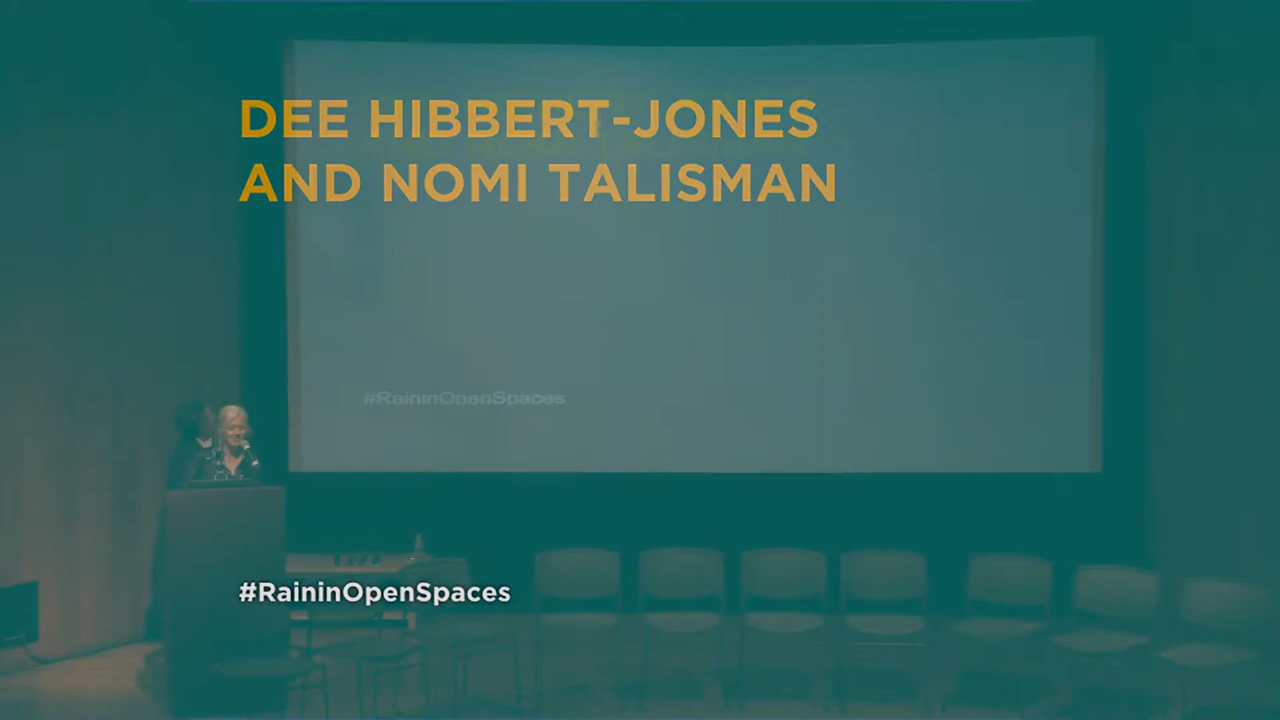 DEE HIBBERT-JONES
AND NOMI TALISMAN
#RaininOpenSpaces
#RaininOpenSpaces